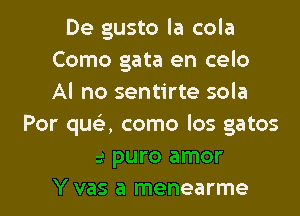 De gusto la cola
Como gata en celo
Al no sentirte sola
Por qué, como los gatos
puro amor
Y vas a menearme